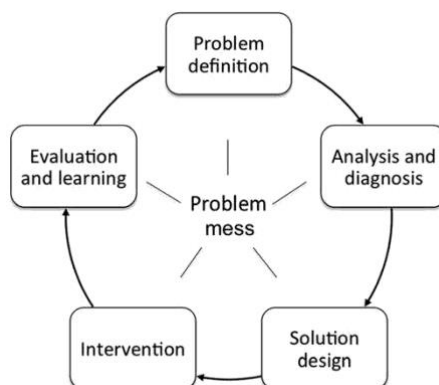 Problem
definition
Evaluation
and learning
Analysis and
diagnosis
Problem
mess
Intervention
Solution
design